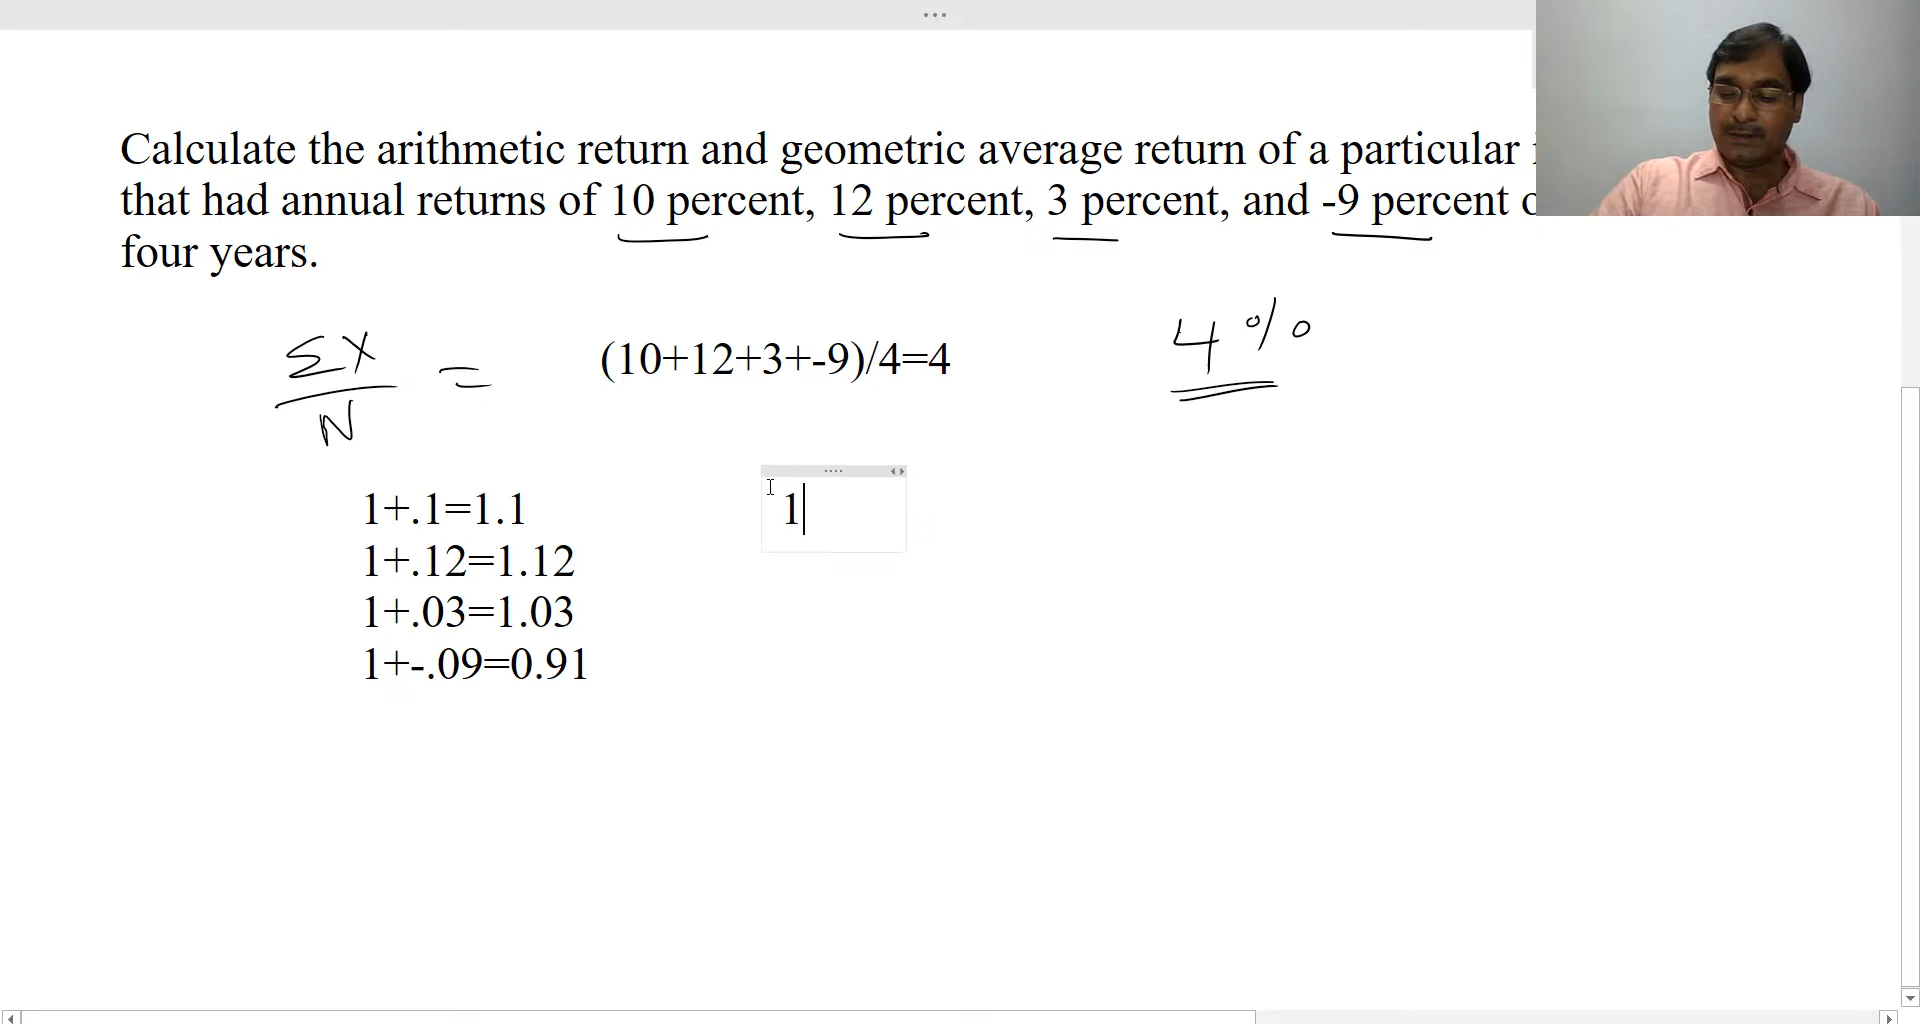 Calculate the arithmetic return and geometric average return of a particular
that had annual returns of 10 percent, 12 percent, 3 percent, and -9 percent
four years.
ΣX
N
=
(10+12+3+-9)/4=4
4%
1+.1=1.1
1+.12=1.12
1+.03=1.03
1+-.09=0.91
1